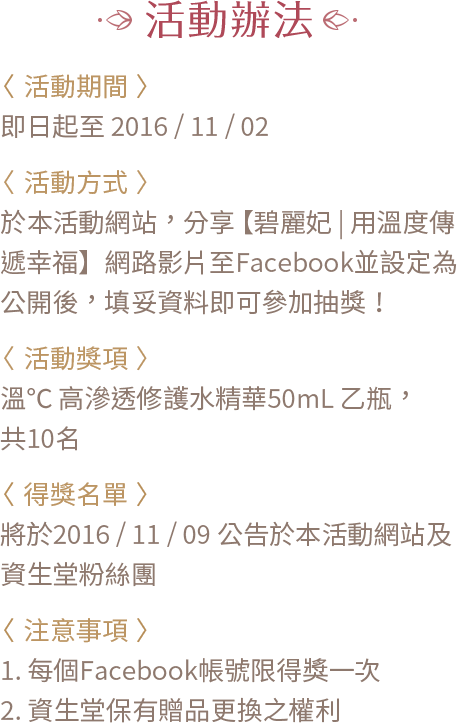 活動辦法
〈 活動期間 〉
即日起至 2016 / 11 / 02
〈 活動方式 〉
於本活動網站，分享【碧麗妃 | 用溫度傳
遞幸福】網路影片至Facebook並設定為
公開後，填妥資料即可參加抽獎！
〈 活動獎項 〉
溫℃ 高滲透修護水精華50mL 乙瓶，
共10名
〈 得獎名單 〉
將於2016 / 11 / 09 公告於本活動網站及
資生堂粉絲團
〈 注意事項 〉
1. 每個Facebook帳號限得獎一次
2. 資生堂保有贈品更換之權利